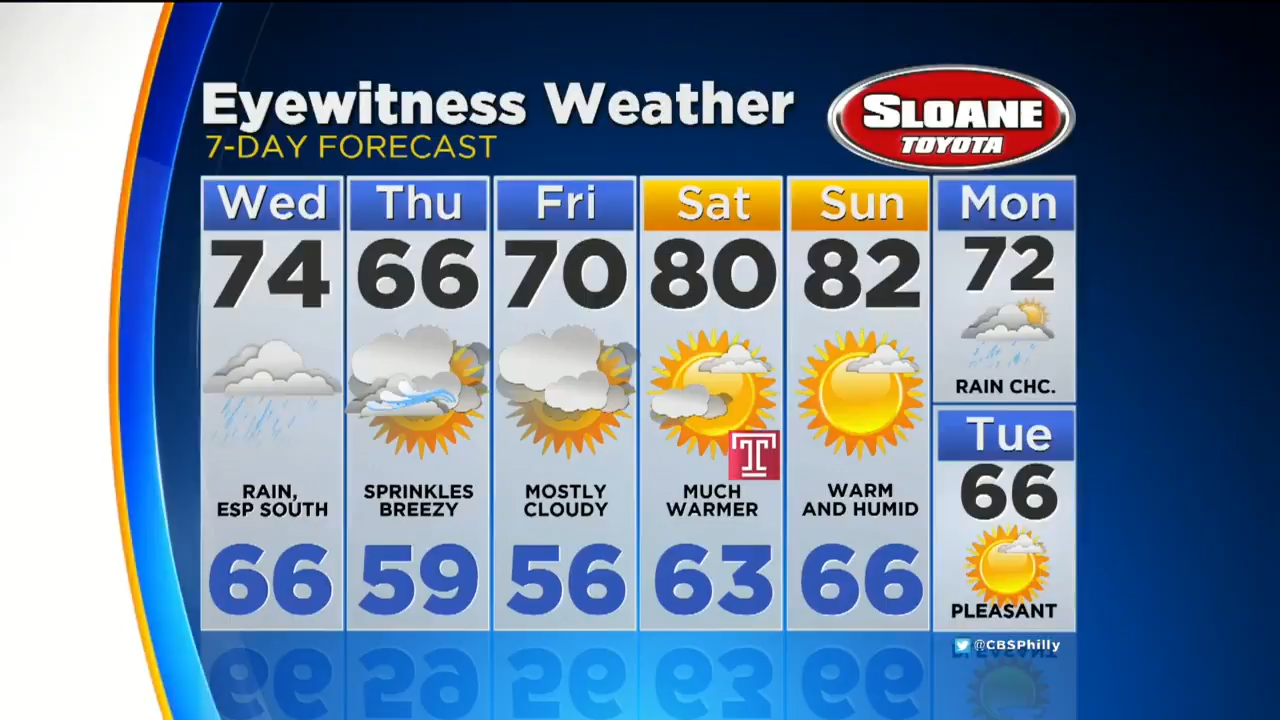 Eyewitness Weather
7-DAY FORECAST
SLOANE
TOYOTA
Wed
74
RAIN,
ESP SOUTH
66
Thu
66
SPRINKLES
BREEZY
59
Fri
70
MOSTLY
CLOUDY
56
Sat
80
T
MUCH
WARMER
63
Sun
82
WARM
AND HUMID
66
Mon
72
RAIN CHC.
Tue
66
PLEASANT
@CBSPhilly